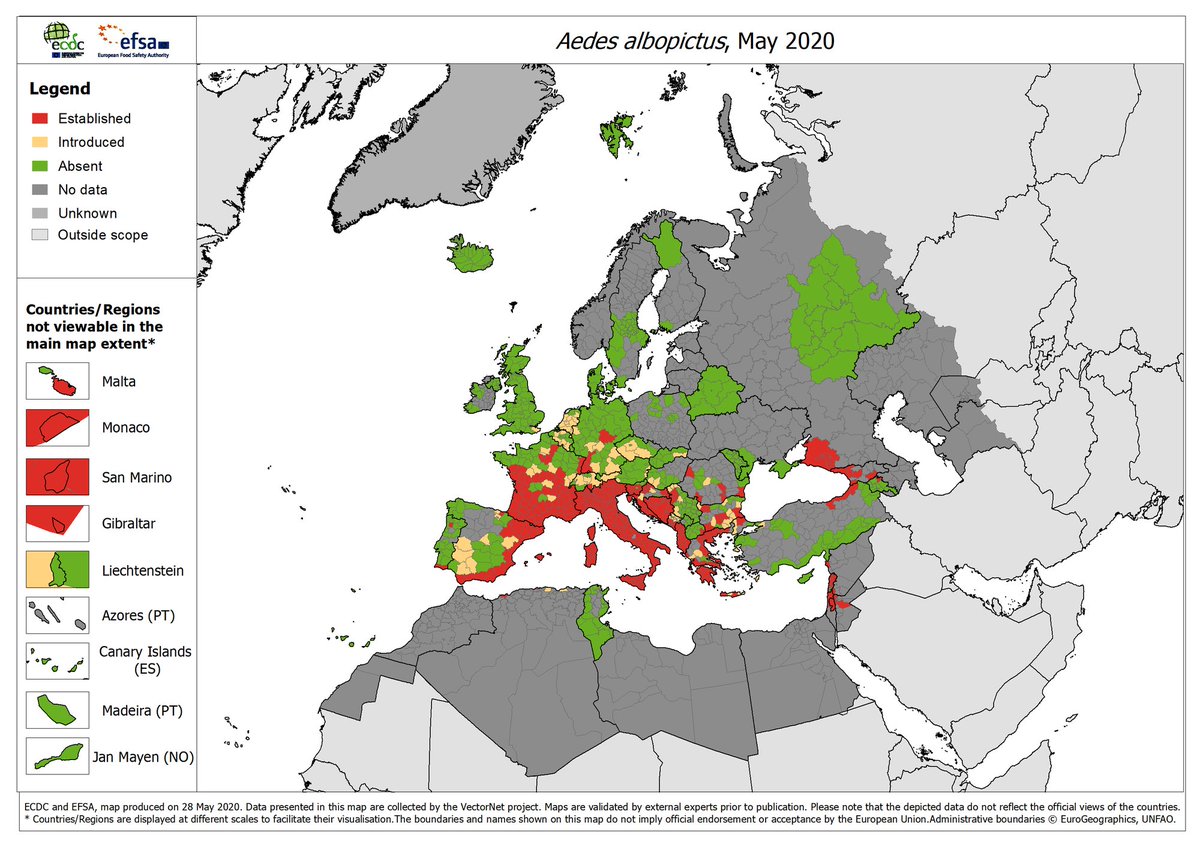 ecdc
efsa
European Food Safety Authority
Aedes albopictus, May 2020
Legend
Established
Introduced
Absent
No data
Unknown
Outside scope
Countries/Regions
not viewable in the
main map extent*
Malta
Monaco
San Marino
Gibraltar
Liechtenstein
Azores (PT)
Canary Islands
(ES)
Madeira (PT)
Jan Mayen (NO)
ECDC and EFSA, map produced on 28 May 2020. Data presented in this map are collected by the VectorNet project. Maps are validated by external experts prior to publication. Please note that the depicted data do not reflect the official views of the countries.
* Countries/Regions are displayed at different scales to facilitate their visualisation.The boundaries and names shown on this map do not imply official endorsement or acceptance by the European Union.Administrative boundaries © EuroGeographics, UNFAO.